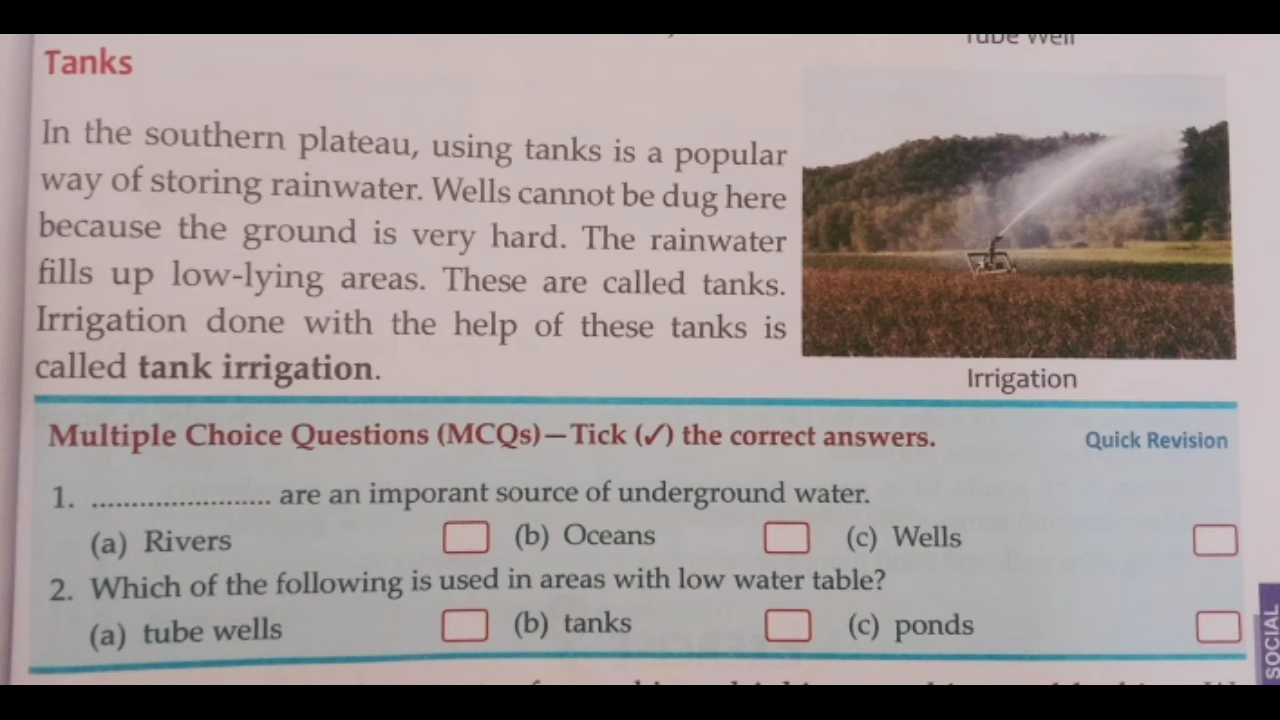 Tube Well
Tanks
In the southern plateau, using tanks is a popular
way of storing rainwater. Wells cannot be dug here
because the ground is very hard. The rainwater
fills up low-lying areas. These are called tanks.
Irrigation done with the help of these tanks is
called tank irrigation.
Irrigation
Multiple Choice Questions (MCQs)—Tick (✓) the correct answers.
Quick Revision
1. ........................ are an imporant source of underground water.
(a) Rivers (b) Oceans (c) Wells
2. Which of the following is used in areas with low water table?
(a) tube wells (b) tanks (c) ponds
SOCIAL